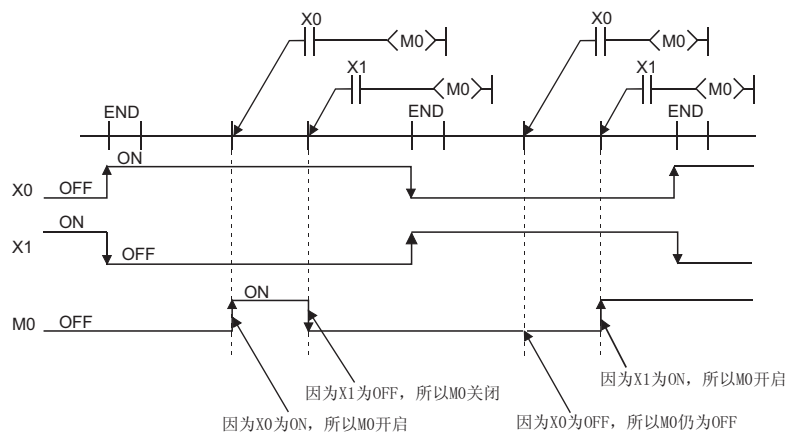 X0
M0
X1
M0
X0
M0
X1
M0
END
END
END
X0 OFF ON
X1 ON OFF
M0 OFF ON
因为X1为OFF，所以M0关闭
因为X0为ON，所以M0开启
因为X1为ON，所以M0开启
因为X0为OFF，所以M0仍为OFF